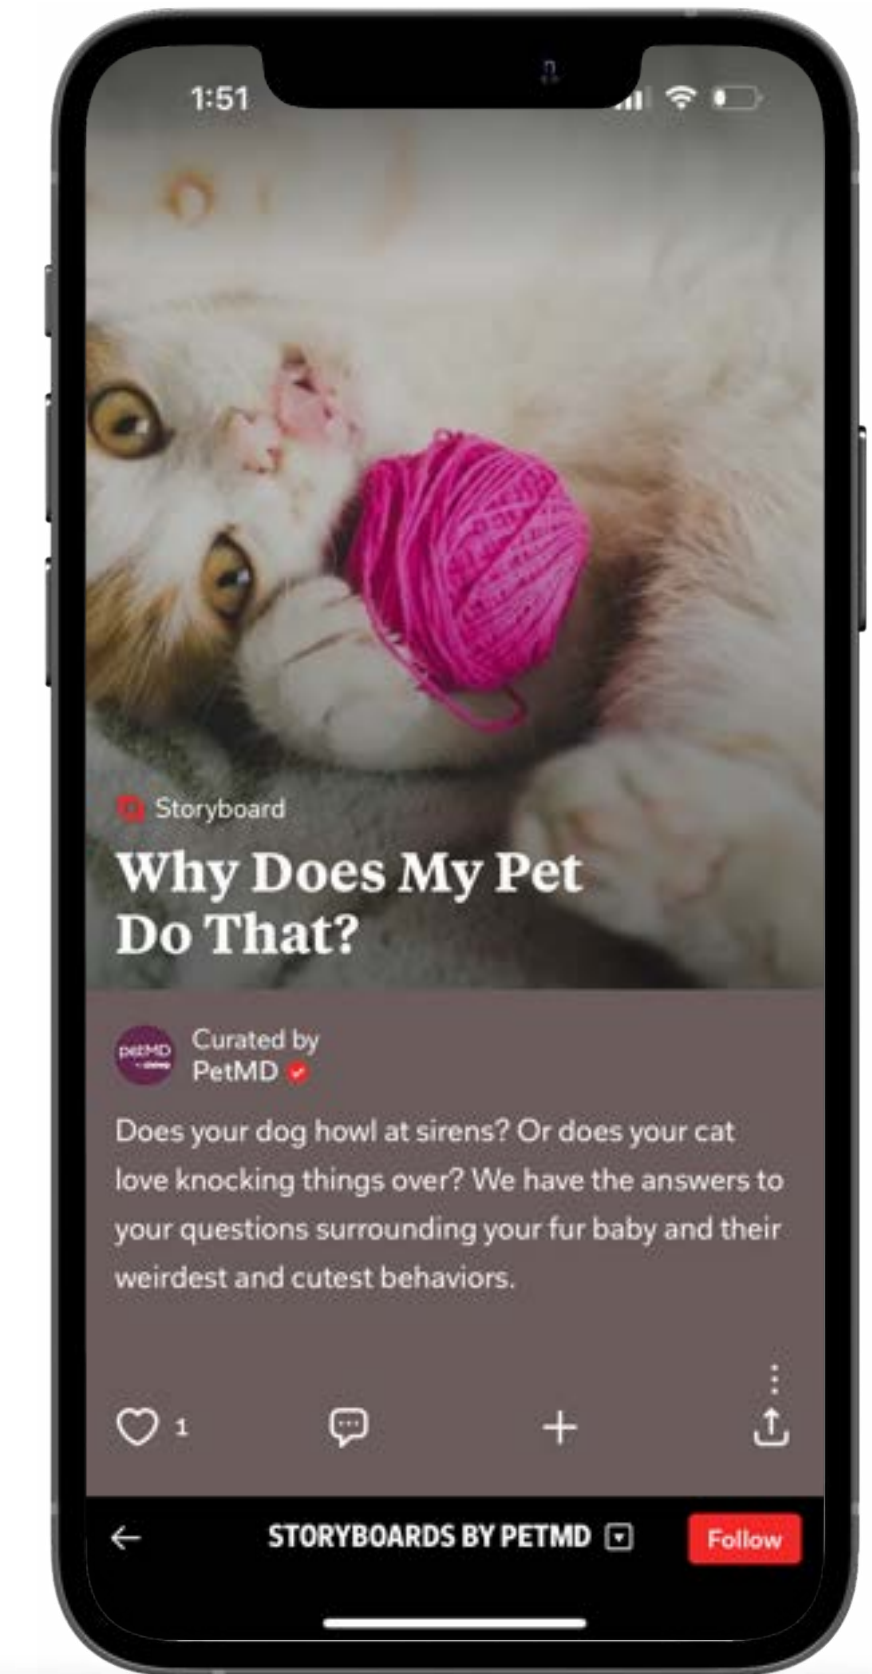 1:51
Storyboard
Why Does My Pet
Do That?
petMD
Curated by
PetMD
Does your dog howl at sirens? Or does your cat
love knocking things over? We have the answers to
your questions surrounding your fur baby and their
weirdest and cutest behaviors.
1
STORYBOARDS BY PETMD
Follow